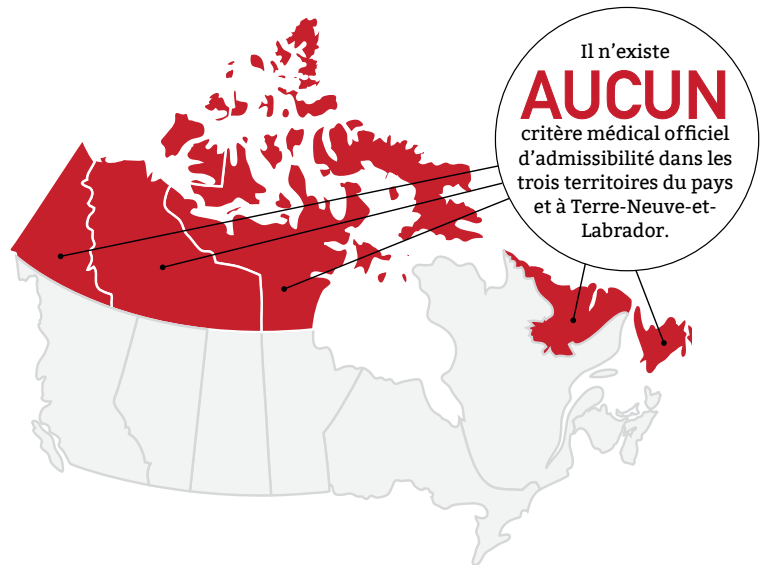 Il n’existe
AUCUN
critère médical officiel
d’admissibilité dans les
trois territoires du pays
et à Terre-Neuve-et-
Labrador.